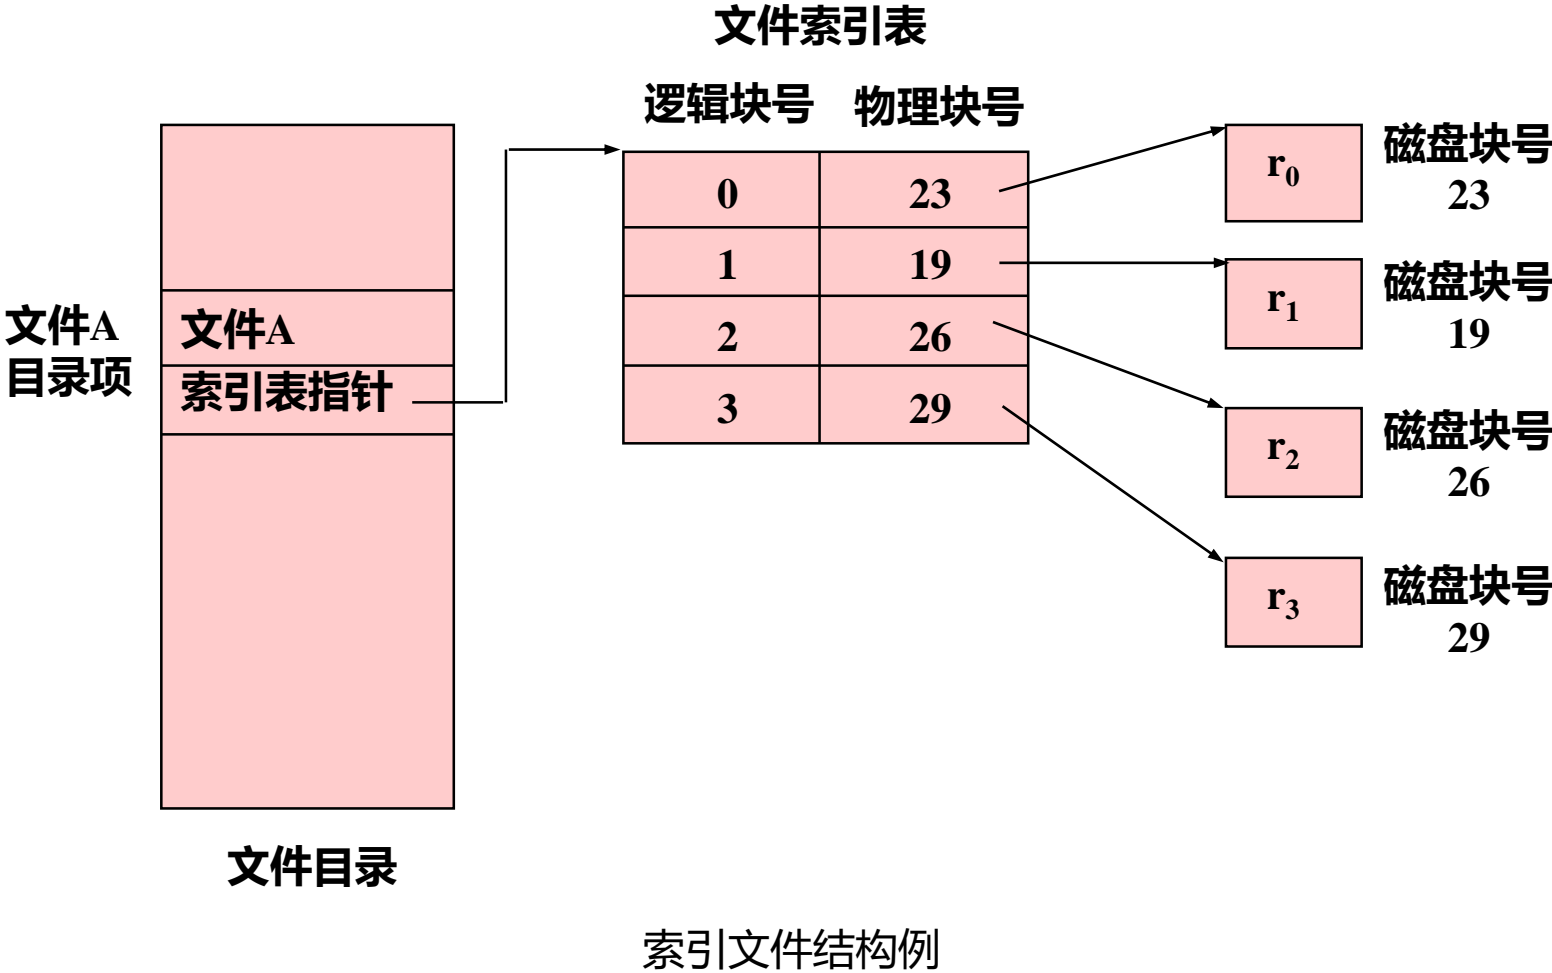 文件索引表
逻辑块号 物理块号
文件A
目录项
文件A
索引表指针
0 23
1 19
2 26
3 29
r0 磁盘块号
23
r1 磁盘块号
19
r2 磁盘块号
26
r3 磁盘块号
29
文件目录
索引文件结构例